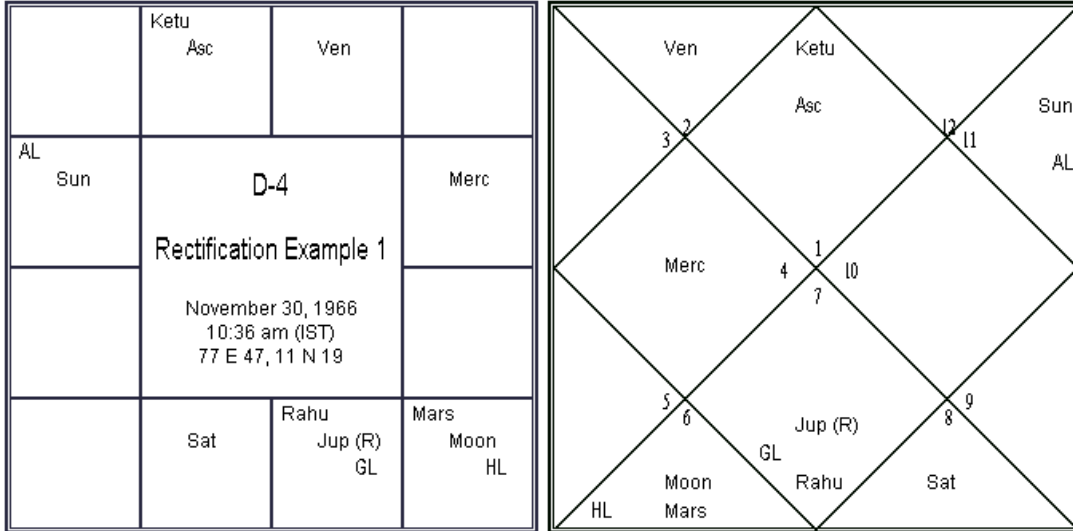 Ketu
Asc
Ven
AL
Sun
D-4
Rectification Example 1
November 30, 1966
10:36 am (IST)
77 E 47, 11 N 19
Merc
Sat
Rahu
Jup (R)
GL
Mars
Moon
HL
Ven
Ketu
Asc
Sun
AL
2
3
12
11
Merc
1
4
10
7
5
6
9
8
Jup (R)
GL
Rahu
Moon
Mars
HL
Sat